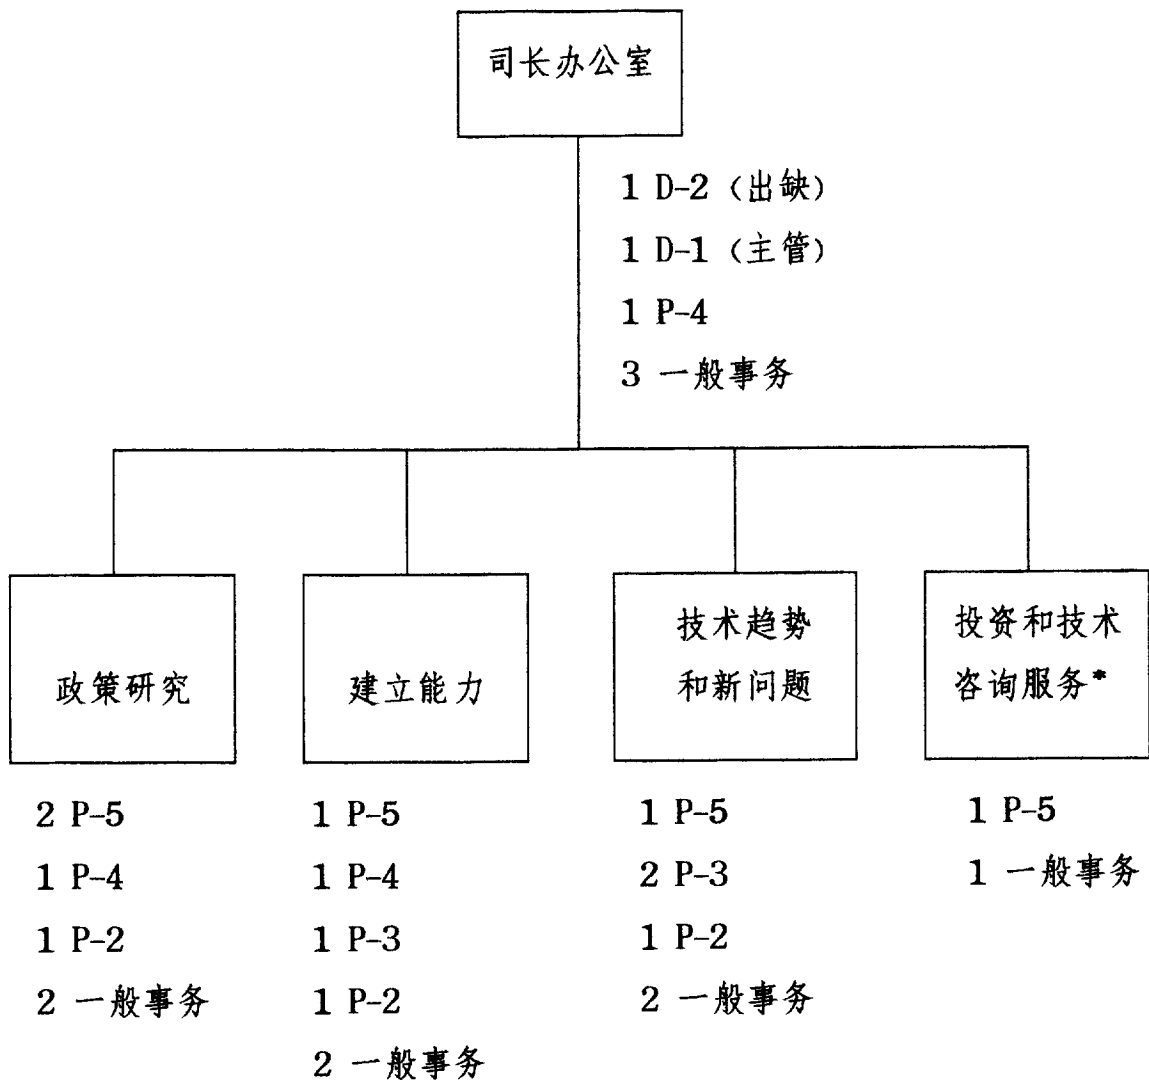 司长办公室
1 D-2（出缺）
1 D-1（主管）
1 P-4
3 一般事务
政策研究
2 P-5
1 P-4
1 P-2
2 一般事务
建立能力
1 P-5
1 P-4
1 P-3
1 P-2
2 一般事务
技术趋势
和新问题
1 P-5
2 P-3
1 P-2
2 一般事务
投资和技术
咨询服务*
1 P-5
1 一般事务